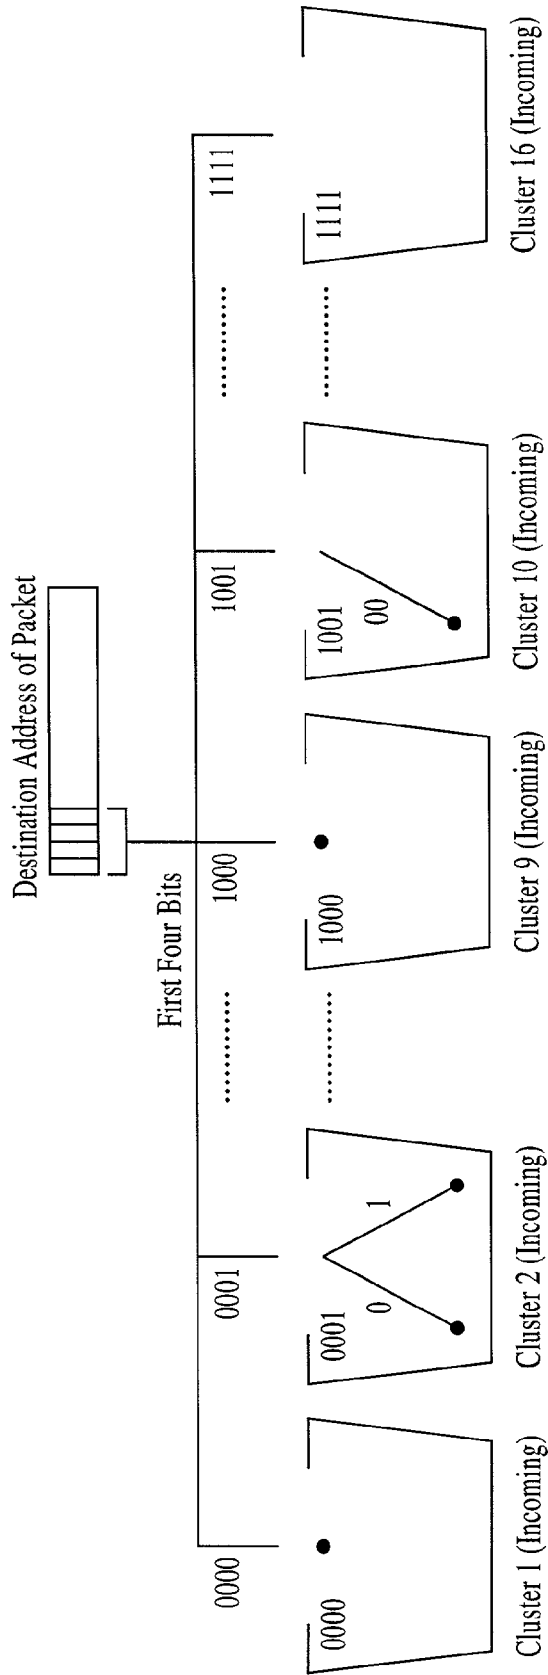 Destination Address of Packet
First Four Bits
0000
0001
1000
1001
1111
0000
0001
1000
1001
1111
0
1
00
Cluster 1 (Incoming)
Cluster 2 (Incoming)
Cluster 9 (Incoming)
Cluster 10 (Incoming)
Cluster 16 (Incoming)